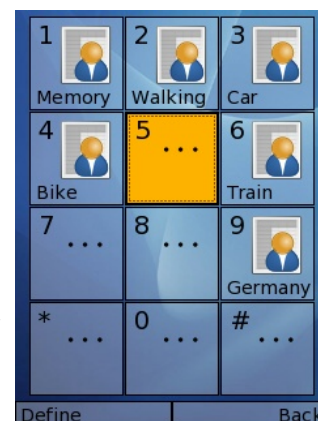 1 2 3
Memory Walking Car
4 5 ... 6
Bike Train
7 ... 8 ... 9
Germany
* ... 0 ... # ...
Define Back